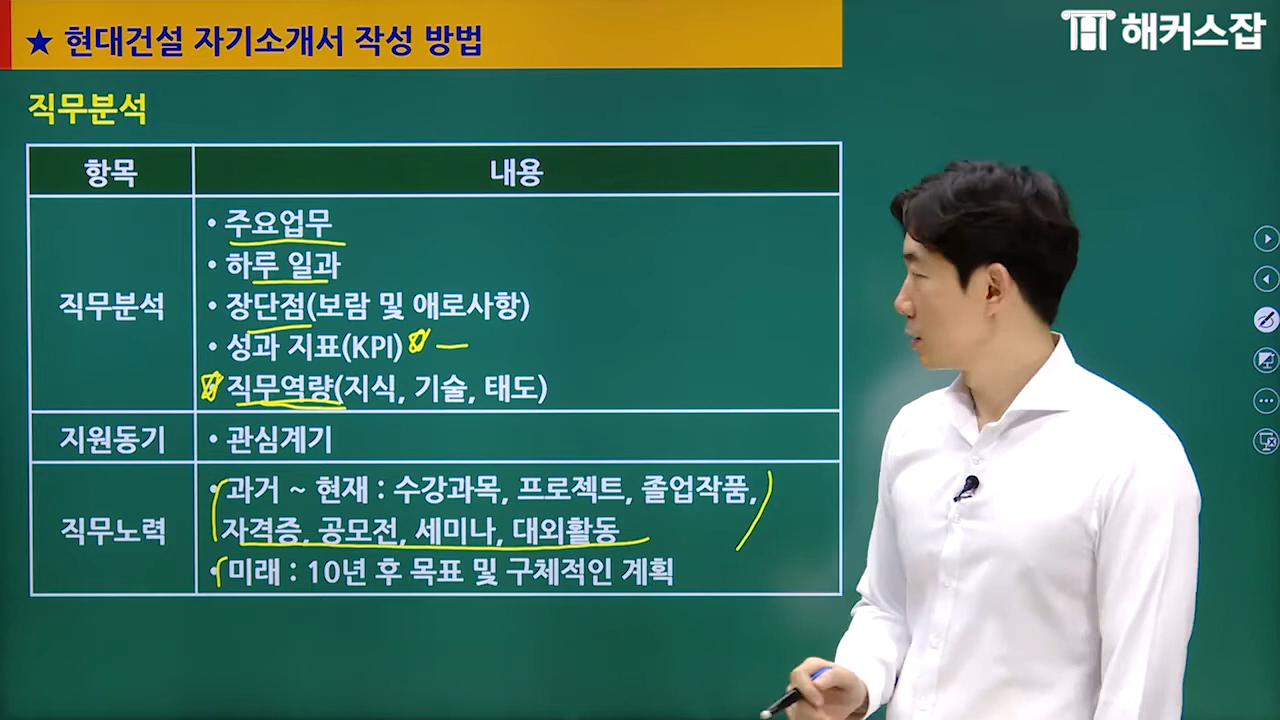 ★ 현대건설 자기소개서 작성 방법
해커스잡
직무분석
항목
내용
직무분석
• 주요업무
• 하루 일과
• 장단점(보람 및 애로사항)
• 성과 지표(KPI)
직무역량(지식, 기술, 태도)
지원동기
• 관심계기
직무노력
• 과거 ~ 현재 : 수강과목, 프로젝트, 졸업작품,
자격증, 공모전, 세미나, 대외활동
• 미래 : 10년 후 목표 및 구체적인 계획